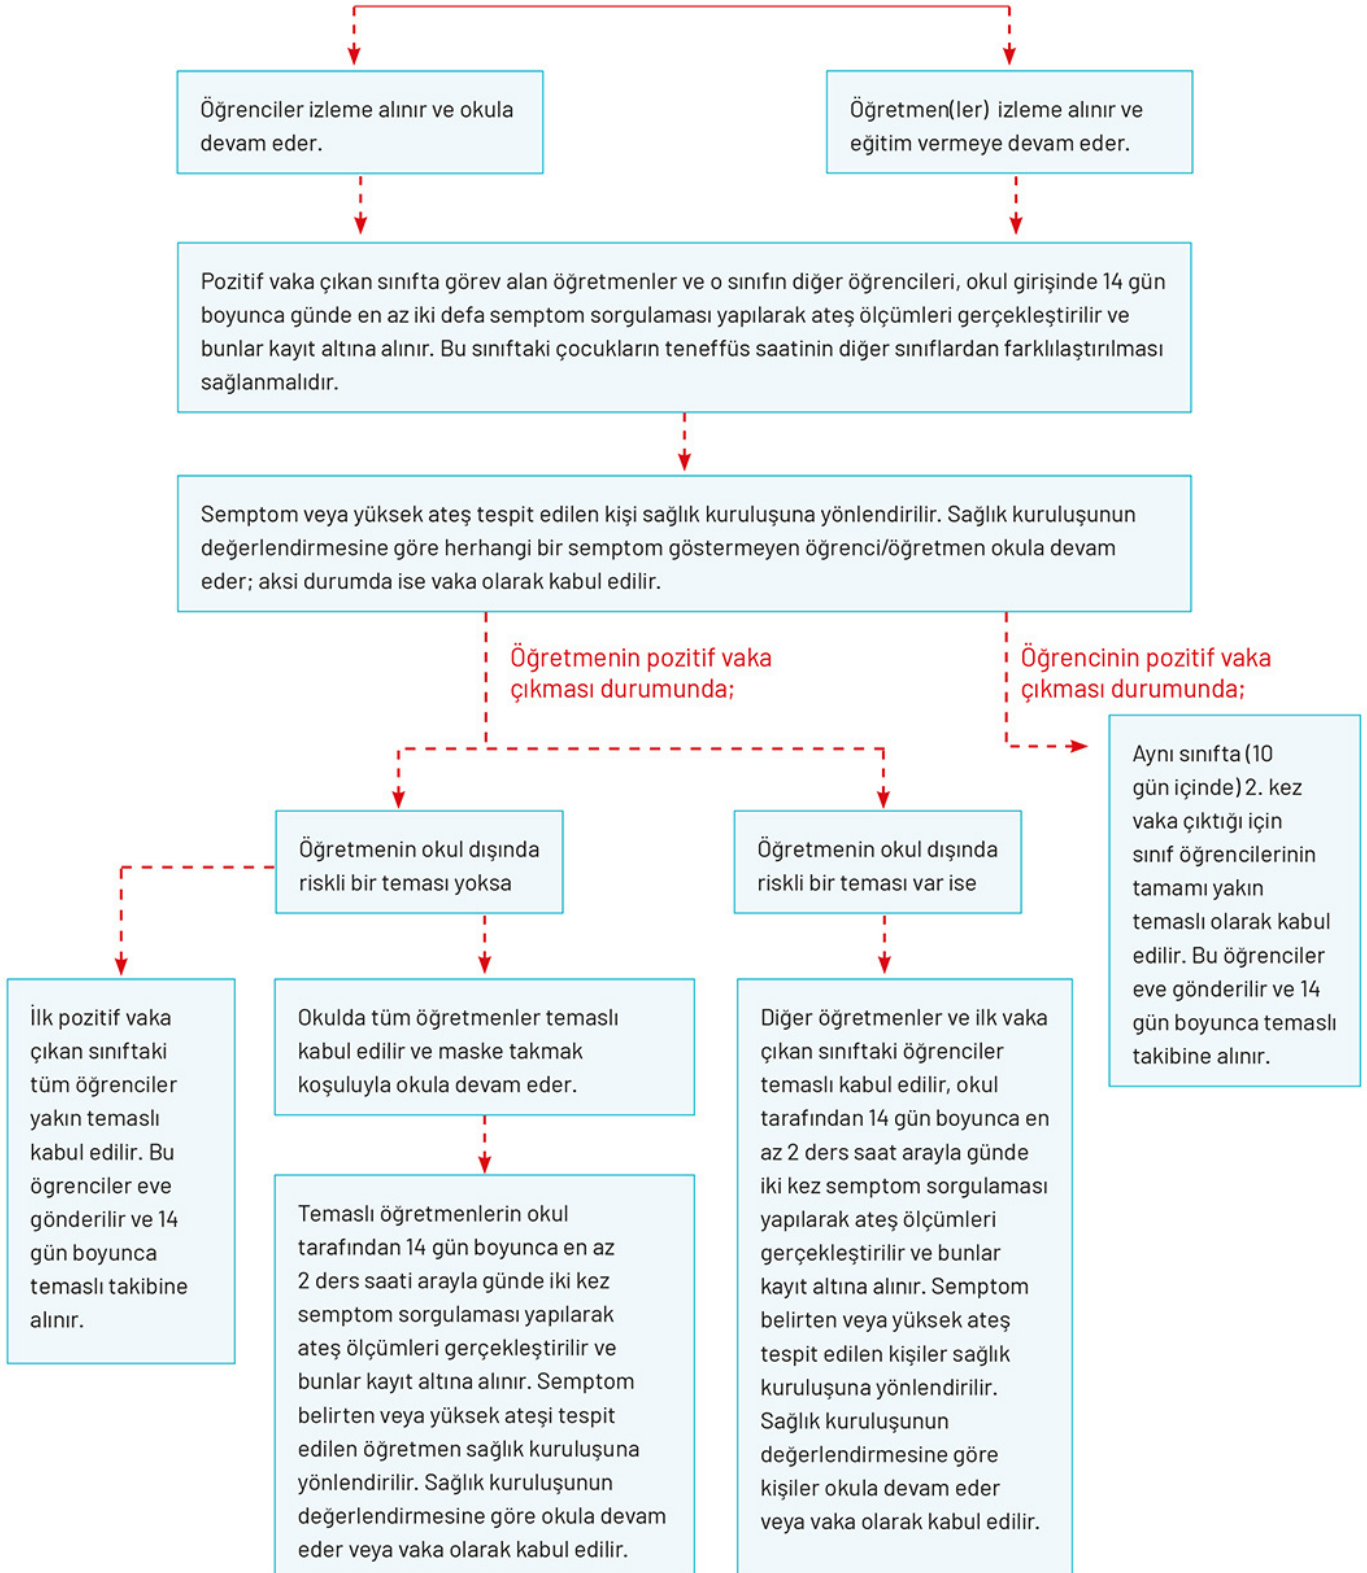 Öğrenciler izleme alınır ve okula
devam eder.
Öğretmen(ler) izleme alınır ve
eğitim vermeye devam eder.
Pozitif vaka çıkan sınıfta görev alan öğretmenler ve o sınıfın diğer öğrencileri, okul girişinde 14 gün
boyunca günde en az iki defa semptom sorgulaması yapılarak ateş ölçümleri gerçekleştirilir ve
bunlar kayıt altına alınır. Bu sınıftaki çocukların teneffüs saatinin diğer sınıflardan farklılaştırılması
sağlanmalıdır.
Semptom veya yüksek ateş tespit edilen kişi sağlık kuruluşuna yönlendirilir. Sağlık kuruluşunun
değerlendirmesine göre herhangi bir semptom göstermeyen öğrenci/öğretmen okula devam
eder; aksi durumda ise vaka olarak kabul edilir.
Öğretmenin pozitif vaka
çıkması durumunda;
Öğrencinin pozitif vaka
çıkması durumunda;
Aynı sınıfta (10
gün içinde) 2. kez
vaka çıktığı için
sınıf öğrencilerinin
tamamı yakın
temaslı olarak kabul
edilir. Bu öğrenciler
eve gönderilir ve 14
gün boyunca temaslı
takibine alınır.
Öğretmenin okul dışında
riskli bir teması yoksa
Öğretmenin okul dışında
riskli bir teması var ise
İlk pozitif vaka
çıkan sınıftaki
tüm öğrenciler
yakın temaslı
kabul edilir. Bu
ögrenciler eve
gönderilir ve 14
gün boyunca
temaslı takibine
alınır.
Okulda tüm öğretmenler temaslı
kabul edilir ve maske takmak
koşuluyla okula devam eder.
Temaslı öğretmenlerin okul
tarafından 14 gün boyunca en az
2 ders saati arayla günde iki kez
semptom sorgulaması yapılarak
ateş ölçümleri gerçekleştirilir ve
bunlar kayıt altına alınır. Semptom
belirten veya yüksek ateşi tespit
edilen öğretmen sağlık kuruluşuna
yönlendirilir. Sağlık kuruluşunun
değerlendirmesine göre okula devam
eder veya vaka olarak kabul edilir.
Diğer öğretmenler ve ilk vaka
çıkan sınıftaki öğrenciler
temaslı kabul edilir, okul
tarafından 14 gün boyunca en
az 2 ders saat arayla günde
iki kez semptom sorgulaması
yapılarak ateş ölçümleri
gerçekleştirilir ve bunlar
kayıt altına alınır. Semptom
belirten veya yüksek ateş
tespit edilen kişiler sağlık
kuruluşuna yönlendirilir.
Sağlık kuruluşunun
değerlendirmesine göre
kişiler okula devam eder
veya vaka olarak kabul edilir.